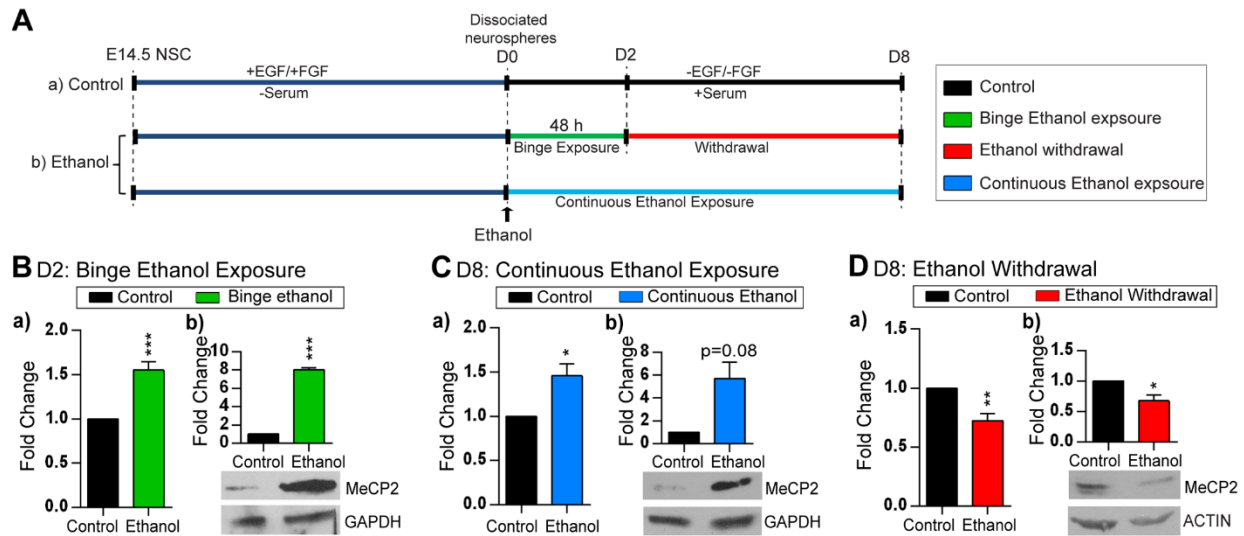 A
Dissociated
neurospheres
E14.5 NSC
D0
D2
D8
a) Control
+EGF/+FGF
-Serum
-EGF/-FGF
+Serum
b) Ethanol
48 h
Binge Exposure
Withdrawal
Continuous Ethanol Exposure
Ethanol
Control
Binge Ethanol expsoure
Ethanol withdrawal
Continuous Ethanol expsoure
B D2: Binge Ethanol Exposure
Control
Binge ethanol
a)
Fold Change
2.0
1.5
1.0
0.5
0.0
***
Control
Ethanol
b)
Fold Change
10
8
6
4
2
0
***
Control
Ethanol
MeCP2
GAPDH
C D8: Continuous Ethanol Exposure
Control
Continuous Ethanol
a)
Fold Change
2.0
1.5
1.0
0.5
0.0
*
Control
Ethanol
b)
Fold Change
8
6
4
2
0
p=0.08
Control
Ethanol
MeCP2
GAPDH
D D8: Ethanol Withdrawal
Control
Ethanol Withdrawal
a)
Fold Change
1.5
1.0
0.5
0.0
**
Control
Ethanol
b)
Fold Change
1.5
1.0
0.5
0.0
*
Control
Ethanol
MeCP2
ACTIN